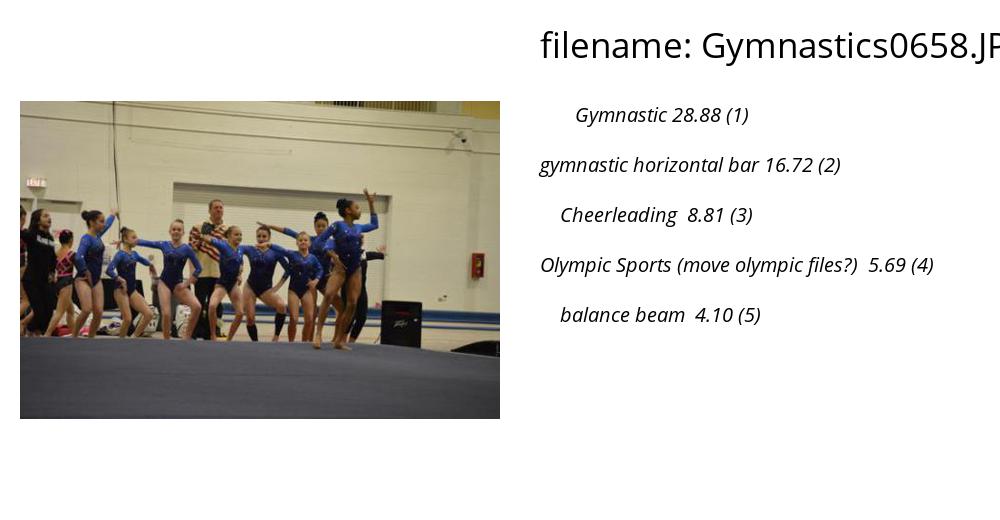 filename: Gymnastics0658.JP
Gymnastic 28.88 (1)
gymnastic horizontal bar 16.72 (2)
Cheerleading 8.81 (3)
Olympic Sports (move olympic files?) 5.69 (4)
balance beam 4.10 (5)
EXIT
PEAVEY